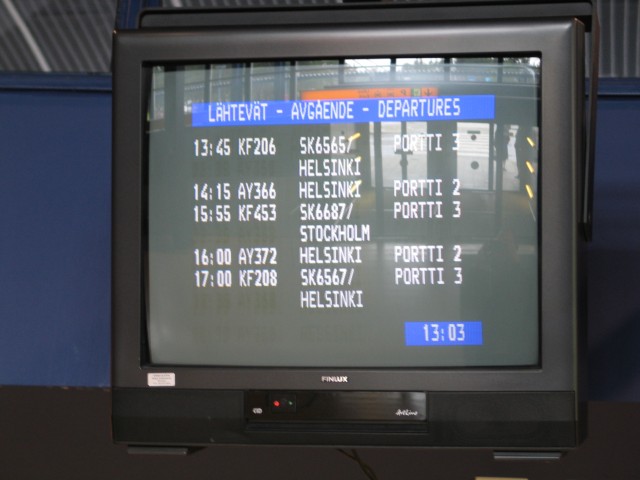 LÄHTEVÄT - AVGÅENDE - DEPARTURES
13:45 KF206 SK6565/ PORTTI 3
HELSINKI
14:15 AY366 HELSINKI PORTTI 2
15:55 KF453 SK6687/ PORTTI 3
STOCKHOLM
16:00 AY372 HELSINKI PORTTI 2
17:00 KF208 SK6567/ PORTTI 3
HELSINKI
13:03
FINLUX